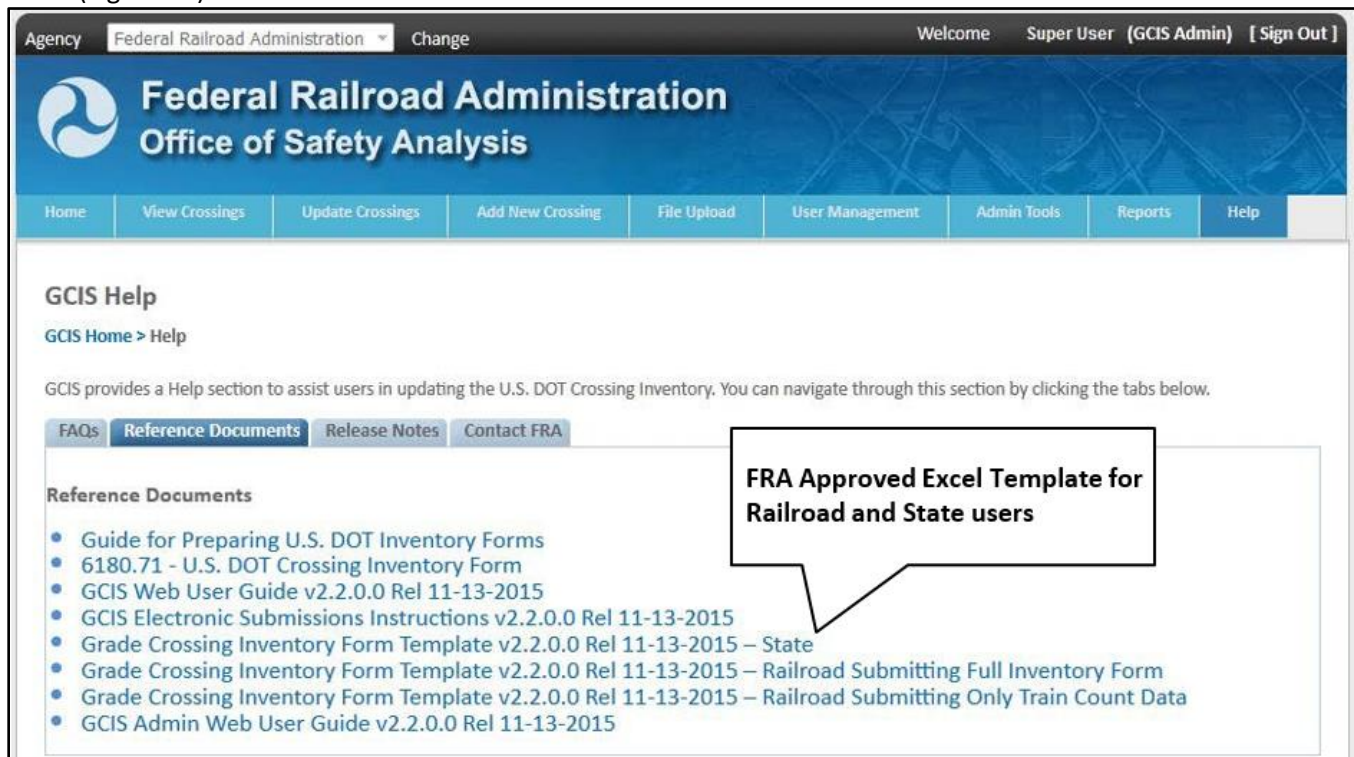 Agency Federal Railroad Administration Change Welcome Super User (GCIS Admin) [ Sign Out ]
Federal Railroad Administration
Office of Safety Analysis
Home View Crossings Update Crossings Add New Crossing File Upload User Management Admin Tools Reports Help
GCIS Help
GCIS Home > Help
GCIS provides a Help section to assist users in updating the U.S. DOT Crossing Inventory. You can navigate through this section by clicking the tabs below.
FAQs Reference Documents Release Notes Contact FRA
FRA Approved Excel Template for
Railroad and State users
Reference Documents
• Guide for Preparing U.S. DOT Inventory Forms
• 6180.71 - U.S. DOT Crossing Inventory Form
• GCIS Web User Guide v2.2.0.0 Rel 11-13-2015
• GCIS Electronic Submissions Instructions v2.2.0.0 Rel 11-13-2015
• Grade Crossing Inventory Form Template v2.2.0.0 Rel 11-13-2015 – State
• Grade Crossing Inventory Form Template v2.2.0.0 Rel 11-13-2015 – Railroad Submitting Full Inventory Form
• Grade Crossing Inventory Form Template v2.2.0.0 Rel 11-13-2015 – Railroad Submitting Only Train Count Data
• GCIS Admin Web User Guide v2.2.0.0 Rel 11-13-2015